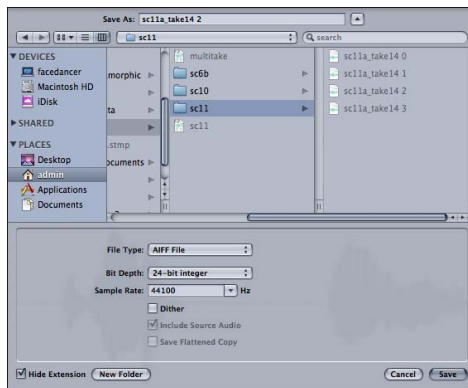 Save As: sc11a_take14 2
sc11
search
DEVICES
facedancer
Macintosh HD
iDisk
SHARED
PLACES
Desktop
admin
Applications
Documents
morphic
ta
.stmp
ocuments
multitake
sc6b
sc10
sc11
sc11
sc11a_take14 0
sc11a_take14 1
sc11a_take14 2
sc11a_take14 3
File Type: AIFF File
Bit Depth: 24-bit integer
Sample Rate: 44100 Hz
Dither
Include Source Audio
Save Flattened Copy
Hide Extension
New Folder
Cancel
Save